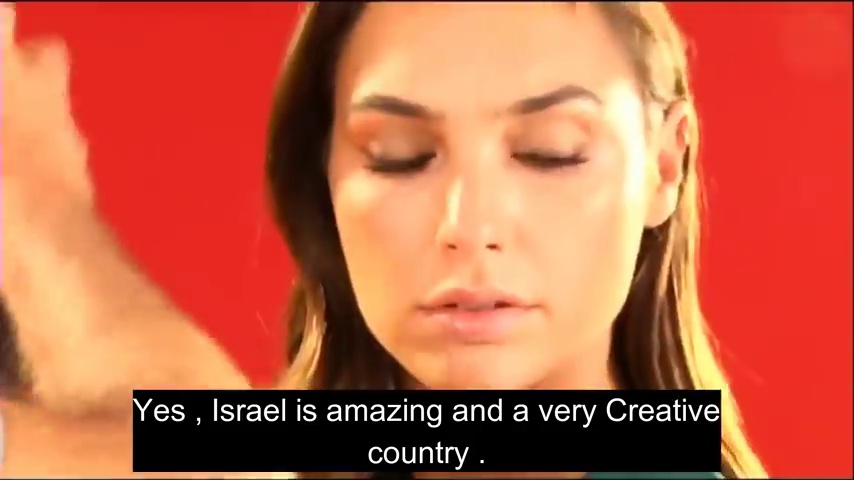 Yes , Israel is amazing and a very Creative
country .